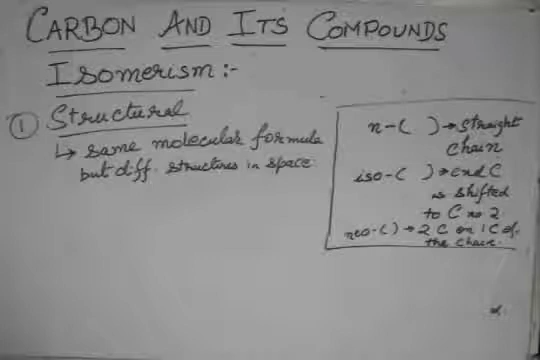 CARBON AND ITS COMPOUNDS
Isomerism:-
① Structural
↳ same molecular formula
but diff. structures in space.
n-( ) → straight
chain
iso-( ) → end C
is shifted
to C no 2.
neo-( ) → 2 C on 1 C of
the chain.